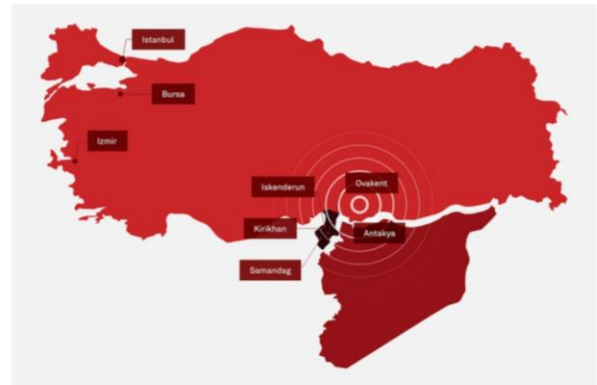 Istanbul
Bursa
Izmir
Iskenderun
Ovakent
Kirikhan
Antakya
Samandag